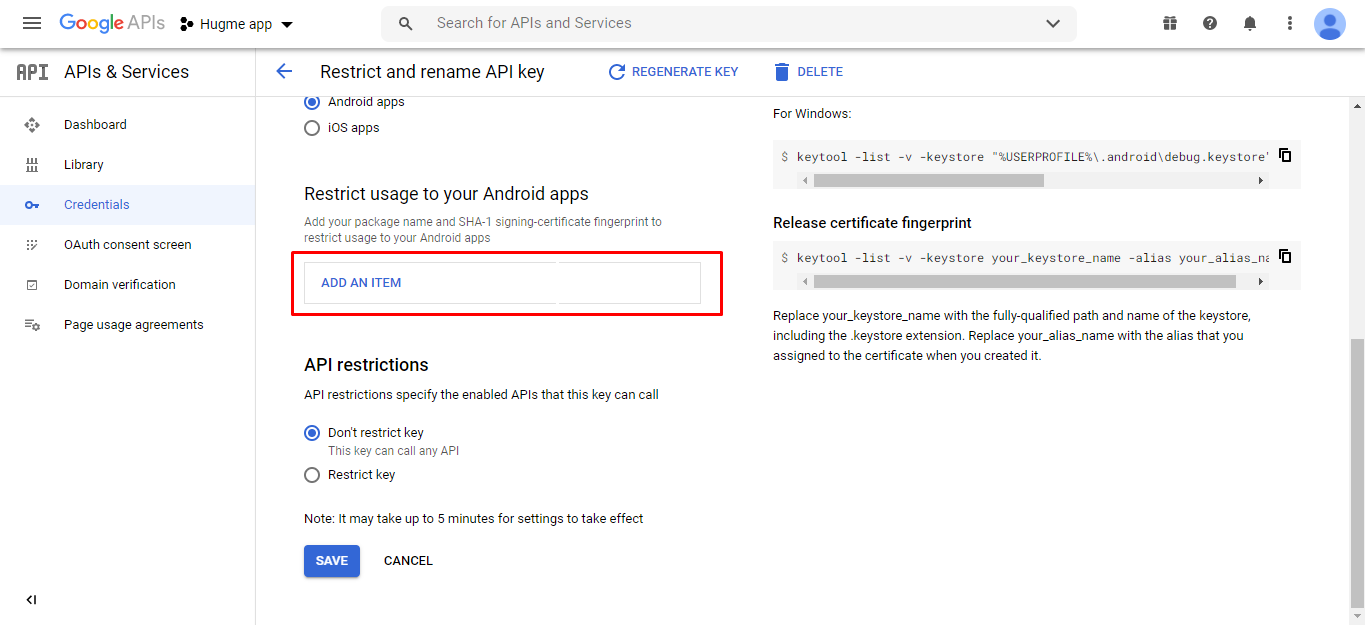 Google APIs
Hugme app
Search for APIs and Services
API APIs & Services
Restrict and rename API key
REGENERATE KEY
DELETE
Dashboard
Library
Credentials
OAuth consent screen
Domain verification
Page usage agreements
Android apps
iOS apps
Restrict usage to your Android apps
Add your package name and SHA-1 signing-certificate fingerprint to
restrict usage to your Android apps
ADD AN ITEM
API restrictions
API restrictions specify the enabled APIs that this key can call
Don't restrict key
This key can call any API
Restrict key
Note: It may take up to 5 minutes for settings to take effect
SAVE
CANCEL
For Windows:
$ keytool -list -v -keystore "%USERPROFILE%\.android\debug.keystore"
Release certificate fingerprint
$ keytool -list -v -keystore your_keystore_name -alias your_alias_na
Replace your_keystore_name with the fully-qualified path and name of the keystore,
including the .keystore extension. Replace your_alias_name with the alias that you
assigned to the certificate when you created it.